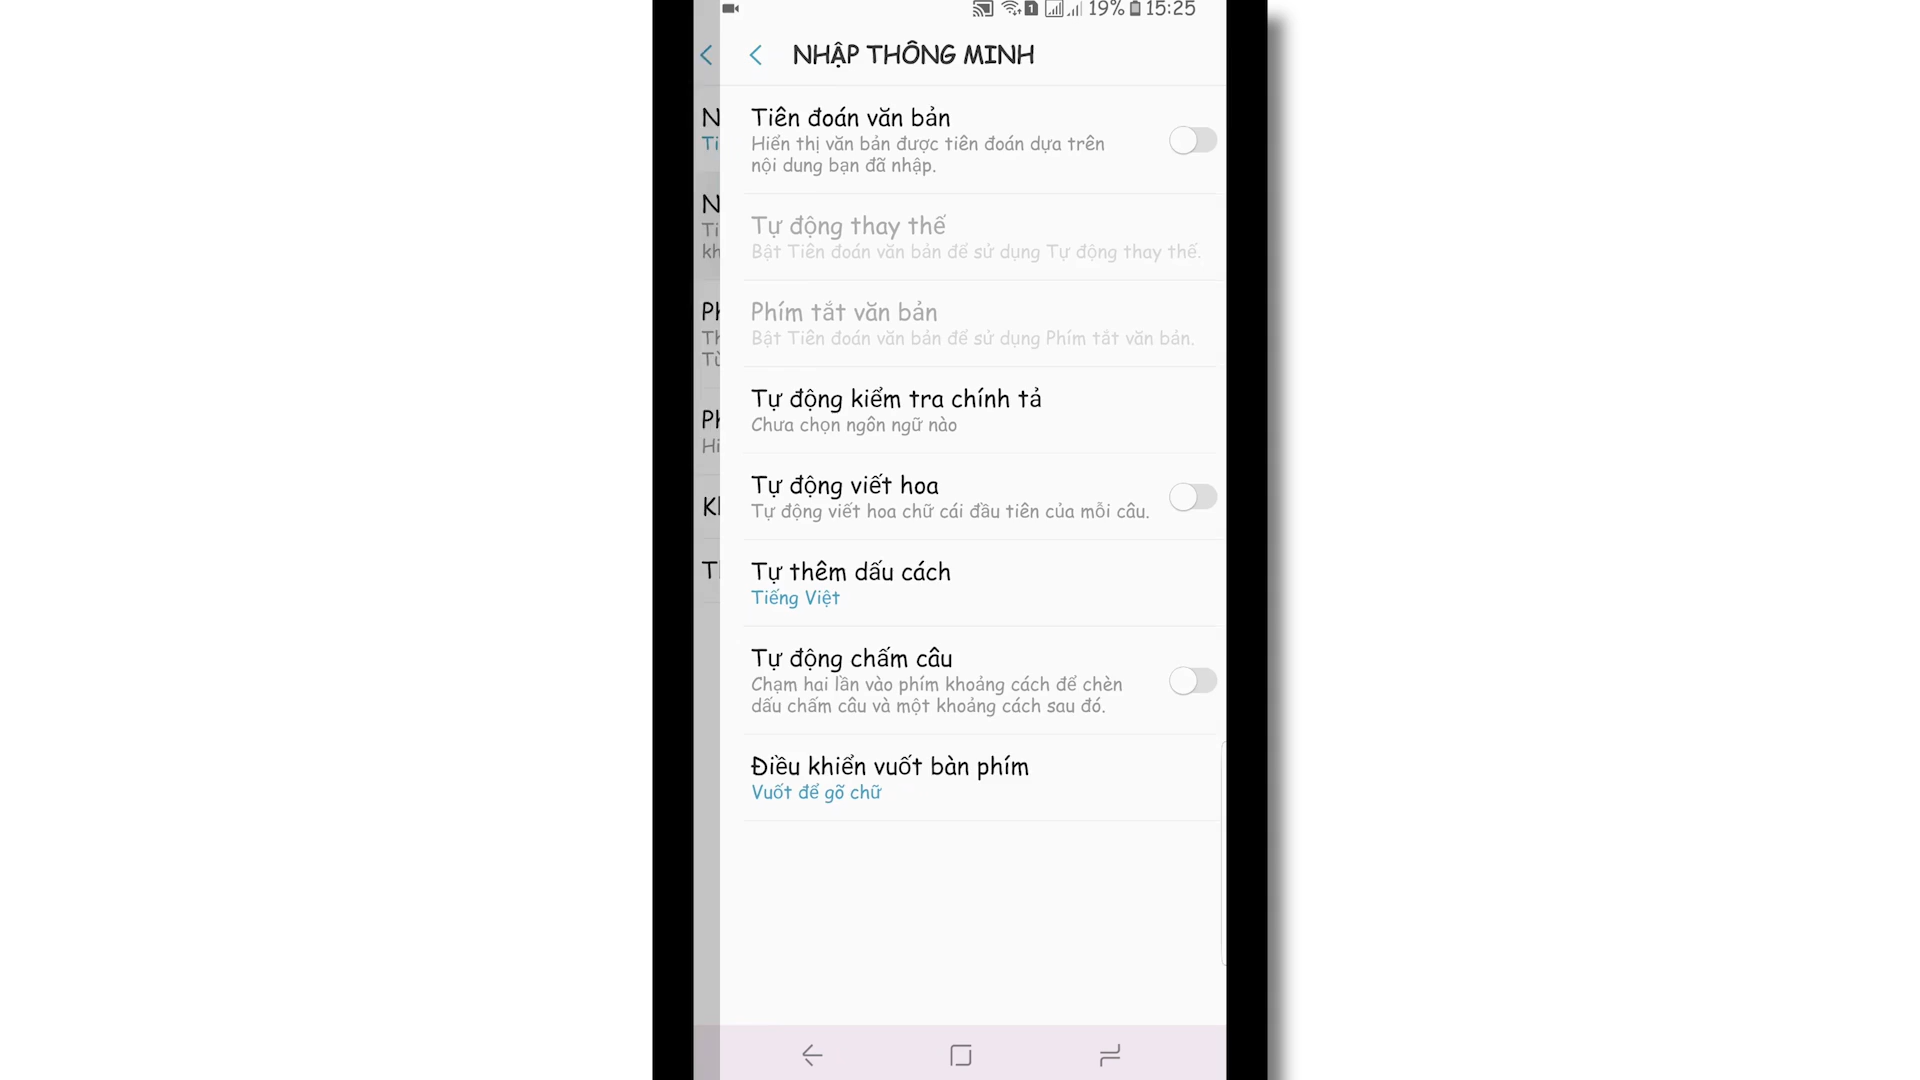 1 19% 15:25
NHẬP THÔNG MINH
Tiên đoán văn bản
Hiển thị văn bản được tiên đoán dựa trên
nội dung bạn đã nhập.
Tự động thay thế
Bật Tiên đoán văn bản để sử dụng Tự động thay thế.
Phím tắt văn bản
Bật Tiên đoán văn bản để sử dụng Phím tắt văn bản.
Tự động kiểm tra chính tả
Chưa chọn ngôn ngữ nào
Tự động viết hoa
Tự động viết hoa chữ cái đầu tiên của mỗi câu.
Tự thêm dấu cách
Tiếng Việt
Tự động chấm câu
Chạm hai lần vào phím khoảng cách để chèn
dấu chấm câu và một khoảng cách sau đó.
Điều khiển vuốt bàn phím
Vuốt để gõ chữ